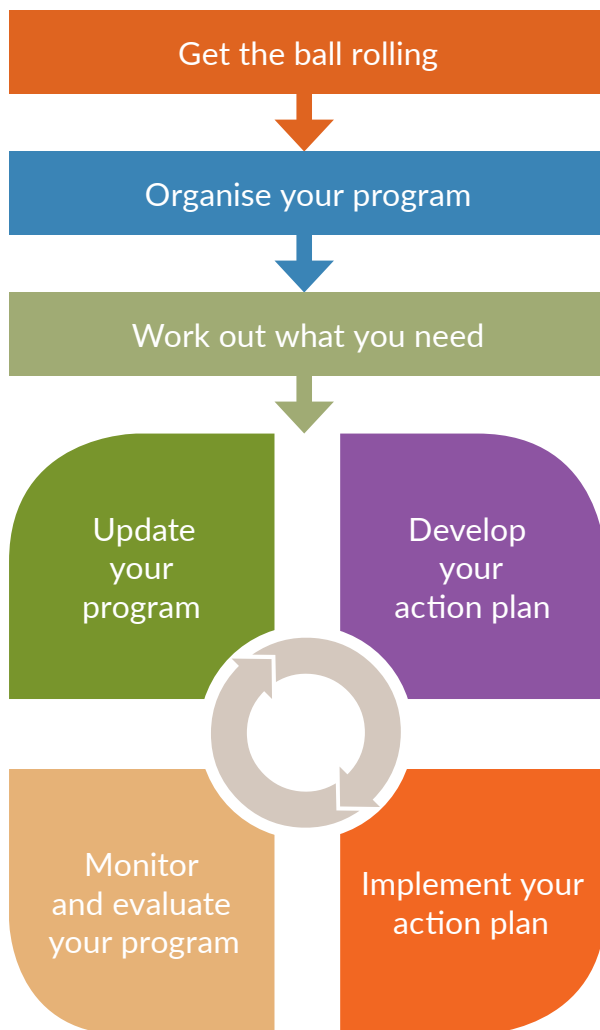 Get the ball rolling
Organise your program
Work out what you need
Update
your
program
Develop
your
action plan
Monitor
and evaluate
your program
Implement your
action plan